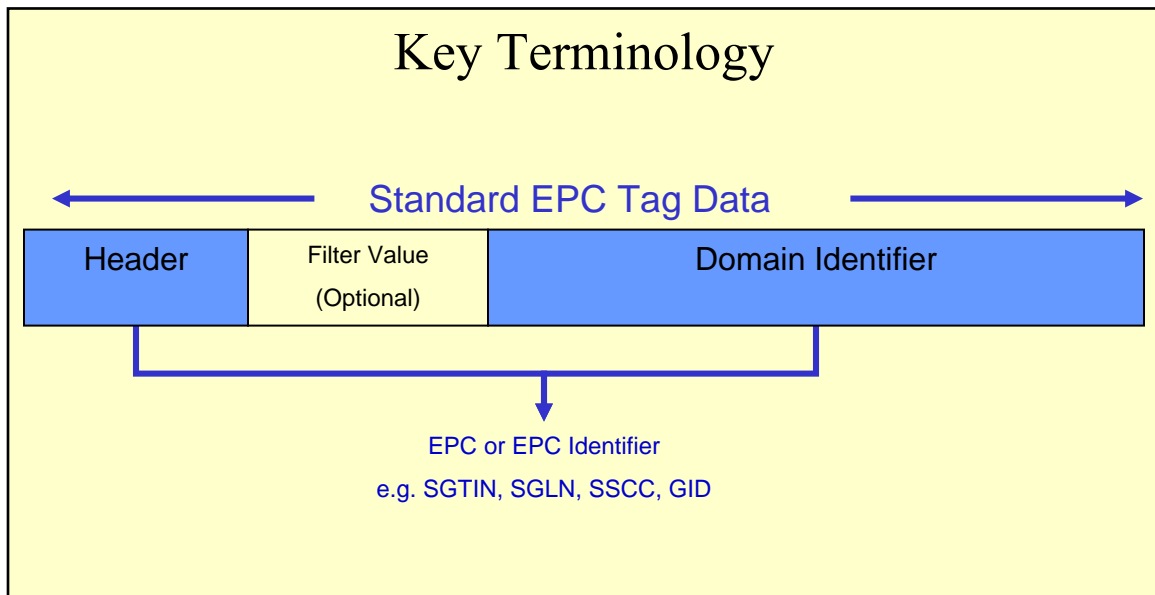 Key Terminology
Standard EPC Tag Data
Header
Filter Value
(Optional)
Domain Identifier
EPC or EPC Identifier
e.g. SGTIN, SGLN, SSCC, GID